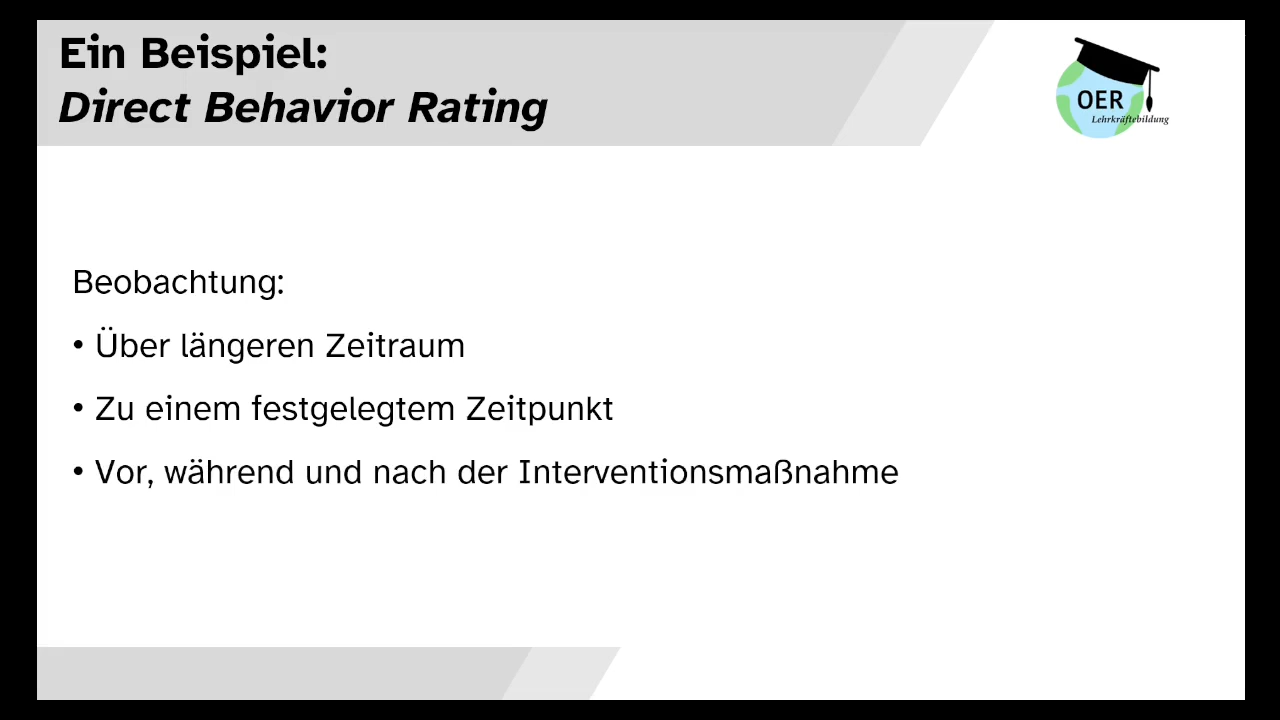 Ein Beispiel:
Direct Behavior Rating
OER
Lehrkräftebildung
Beobachtung:
• Über längeren Zeitraum
• Zu einem festgelegtem Zeitpunkt
• Vor, während und nach der Interventionsmaßnahme